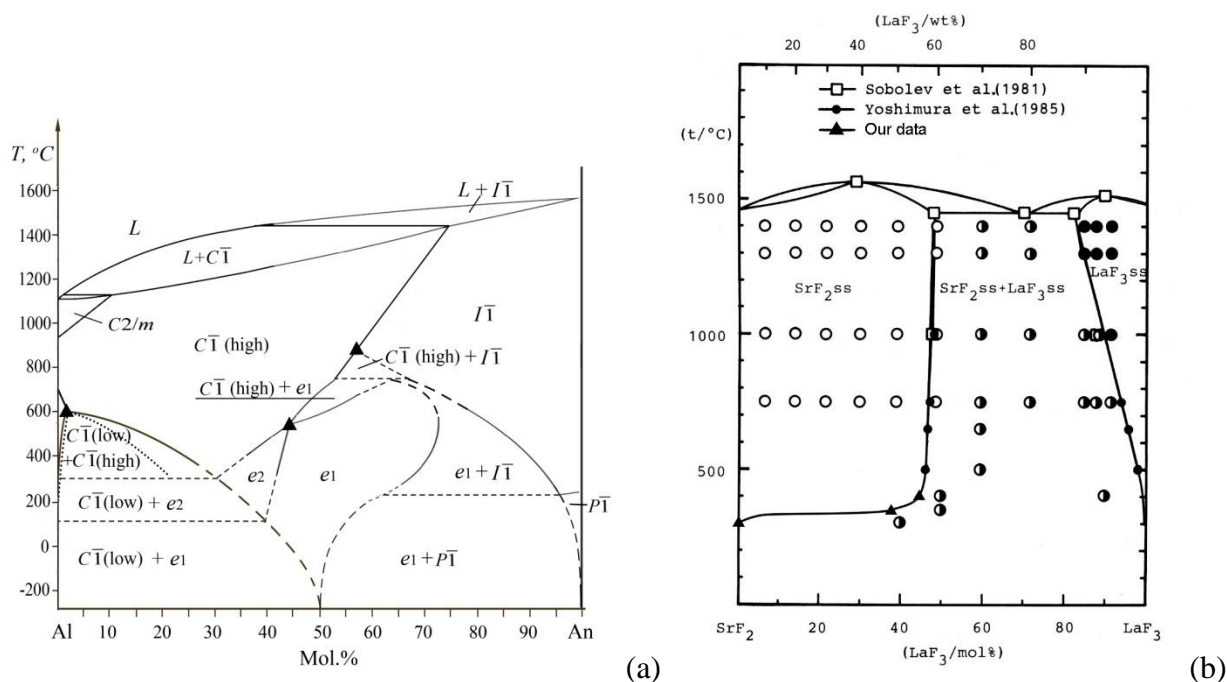 T, °C
1600
1400
1200
1000
800
600
400
200
0
-200
L
L + I1̅
L+C1̅
C2/m
C1̅ (high)
I1̅
C1̅ (high) + I1̅
C1̅ (high) + e1
C1̅(low)
+C1̅(high)
e2
e1
e1 + I1̅
C1̅(low) + e2
P1̅
C1̅(low) + e1
e1 + P1̅
Al 10 20 30 40 50 60 70 80 90 An
Mol.%
(a)
(LaF3/wt%)
20 40 60 80
Sobolev et al.(1981)
Yoshimura et al.(1985)
Our data
(t/°C)
1500
1000
500
SrF2ss
SrF2ss+LaF3ss
LaF3ss
SrF2 20 40 60 80 LaF3
(LaF3/mol%)
(b)